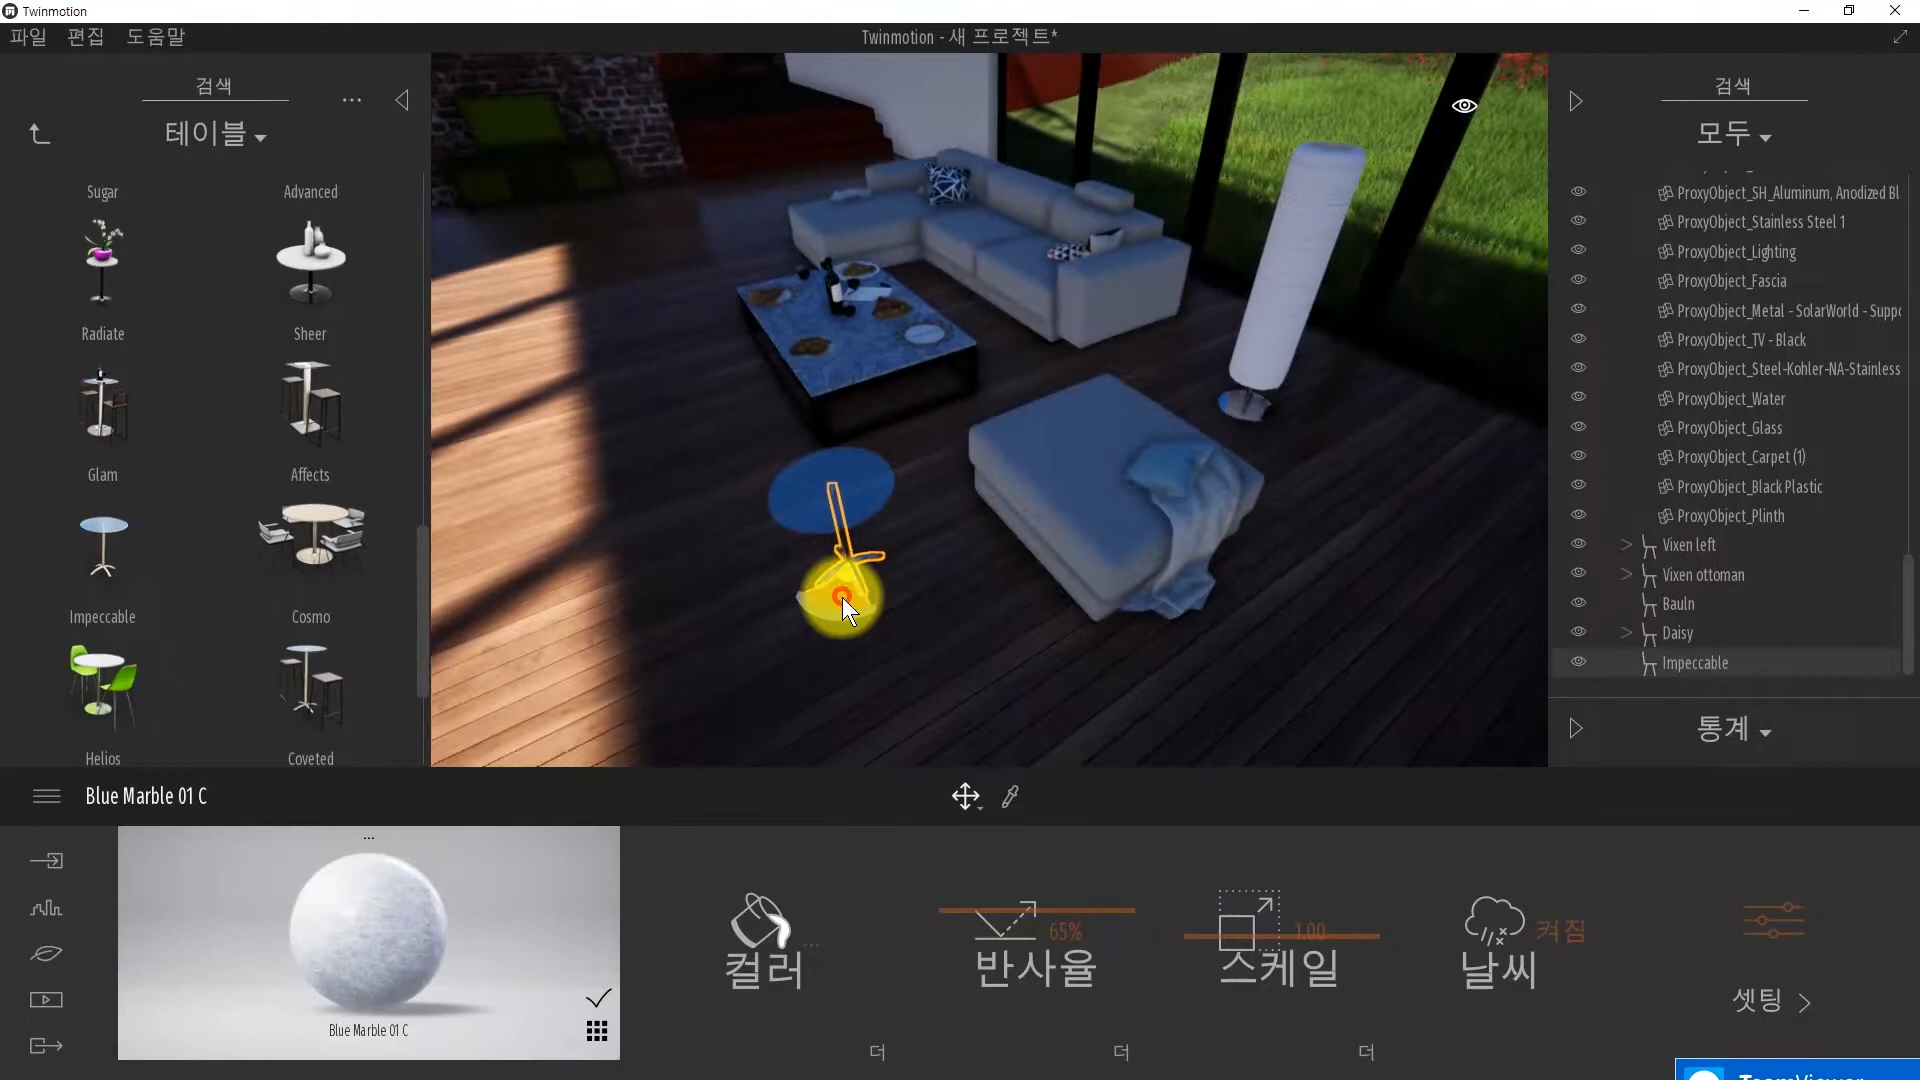 Twinmotion
파일 편집 도움말
Twinmotion - 새 프로젝트*
검색
...
테이블
Sugar
Advanced
Radiate
Sheer
Glam
Affects
Impeccable
Cosmo
Helios
Coveted
검색
모두
ProxyObject_SH_Aluminum, Anodized Bl
ProxyObject_Stainless Steel 1
ProxyObject_Lighting
ProxyObject_Fascia
ProxyObject_Metal - SolarWorld - Suppo
ProxyObject_TV - Black
ProxyObject_Steel-Kohler-NA-Stainless
ProxyObject_Water
ProxyObject_Glass
ProxyObject_Carpet (1)
ProxyObject_Black Plastic
ProxyObject_Plinth
Vixen left
Vixen ottoman
Bauln
Daisy
Impeccable
통계
Blue Marble 01 C
...
Blue Marble 01 C
...
컬러
65%
반사율
1.00
스케일
켜짐
날씨
셋팅
더
더
더
TeamViewer